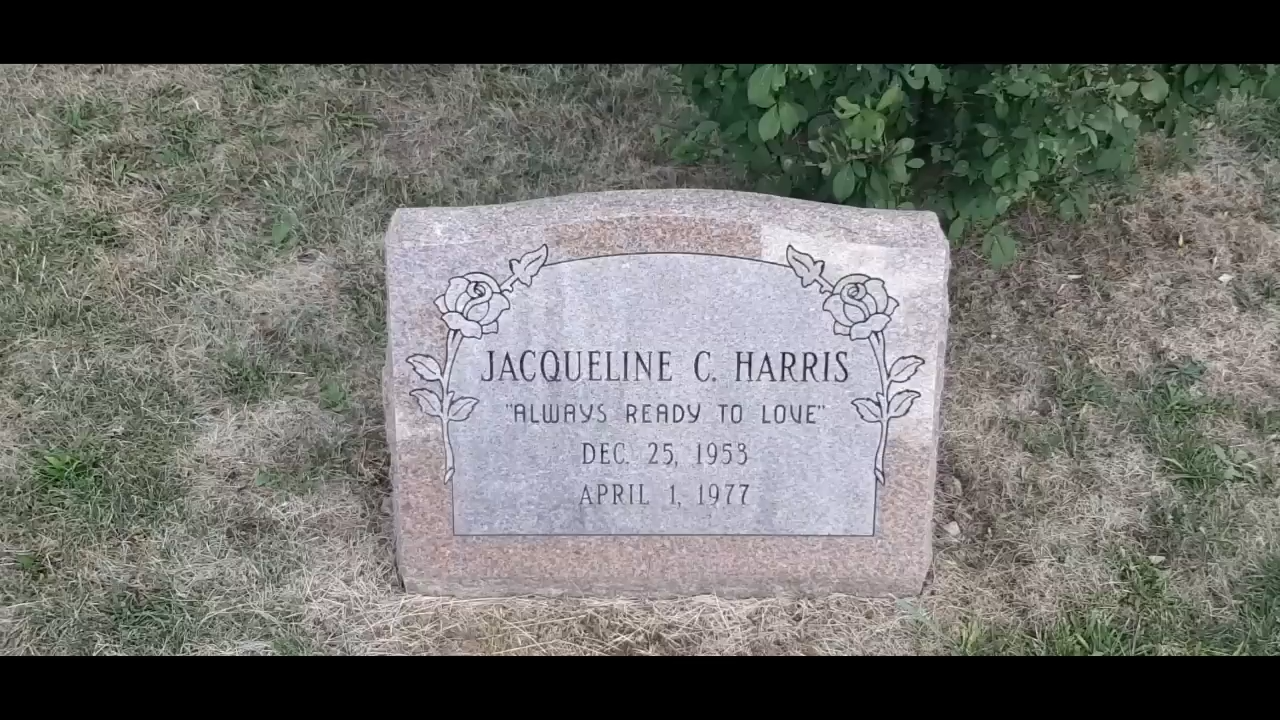 JACQUELINE C. HARRIS
"ALWAYS READY TO LOVE"
DEC. 25, 1953
APRIL 1, 1977